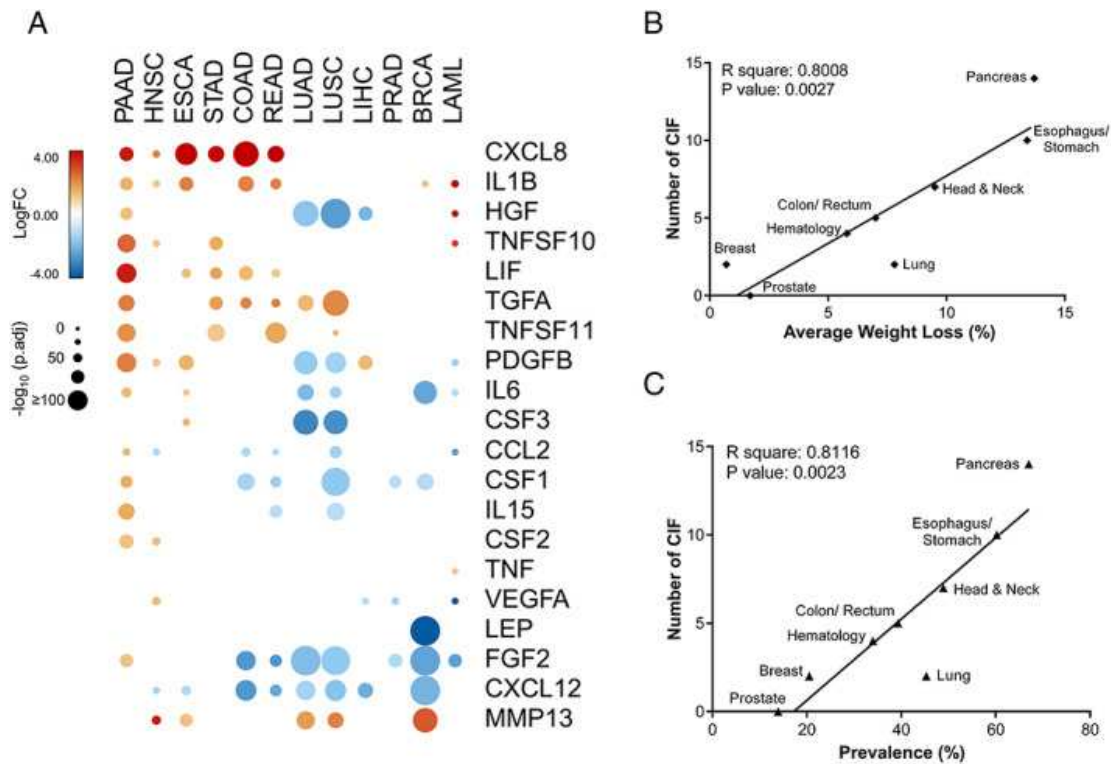 A
PAAD
HNSC
ESCA
STAD
COAD
READ
LUAD
LUSC
LIHC
PRAD
BRCA
LAML
4.00
0.00
-4.00
LogFC
0
50
≥100
-log10 (p.adj)
CXCL8
IL1B
HGF
TNFSF10
LIF
TGFA
TNFSF11
PDGFB
IL6
CSF3
CCL2
CSF1
IL15
CSF2
TNF
VEGFA
LEP
FGF2
CXCL12
MMP13
B
R square: 0.8008
P value: 0.0027
Number of CIF
15
10
5
0
Pancreas
Esophagus/
Stomach
Head & Neck
Colon/ Rectum
Hematology
Breast
Lung
Prostate
0
5
10
15
Average Weight Loss (%)
C
R square: 0.8116
P value: 0.0023
Number of CIF
15
10
5
0
Pancreas
Esophagus/
Stomach
Head & Neck
Colon/ Rectum
Hematology
Breast
Lung
Prostate
0
20
40
60
80
Prevalence (%)